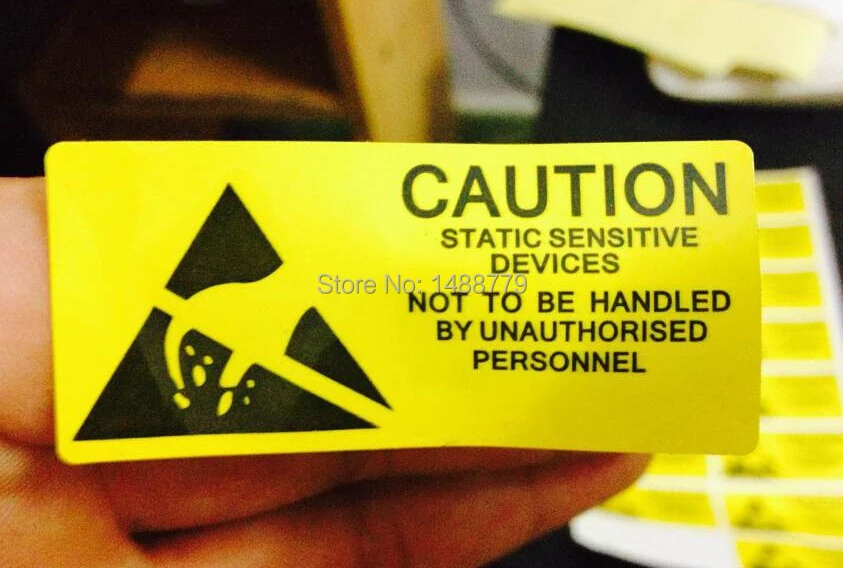 CAUTION
STATIC SENSITIVE
DEVICES
Store No: 1488779
NOT TO BE HANDLED
BY UNAUTHORISED
PERSONNEL